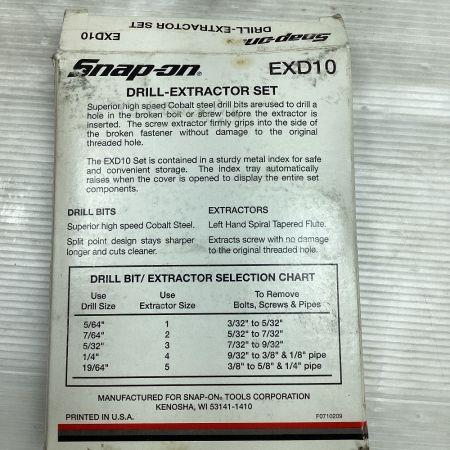 DRILL-EXTRACTOR SET
EXD10
Snap-on
Snap-on® EXD10
DRILL-EXTRACTOR SET
Superior high speed Cobalt steel drill bits are used to drill a
hole in the broken bolt or screw before the extractor is
inserted. The screw extractor firmly grips into the side of
the broken fastener without damage to the original
threaded hole.
The EXD10 Set is contained in a sturdy metal index for safe
and convenient storage. The index tray automatically
raises when the cover is opened to display the entire set
components.
DRILL BITS EXTRACTORS
Superior high speed Cobalt Steel. Left Hand Spiral Tapered Flute.
Split point design stays sharper Extracts screw with no damage
longer and cuts cleaner. to the original threaded hole.
DRILL BIT/ EXTRACTOR SELECTION CHART
Use Use To Remove
Drill Size Extractor Size Bolts, Screws & Pipes
5/64" 1 3/32" to 5/32"
7/64" 2 5/32" to 7/32"
5/32" 3 7/32" to 9/32"
1/4" 4 9/32" to 3/8" & 1/8" pipe
19/64" 5 3/8" to 5/8" & 1/4" pipe
MANUFACTURED FOR SNAP-ON® TOOLS CORPORATION
KENOSHA, WI 53141-1410
PRINTED IN U.S.A. F0710209